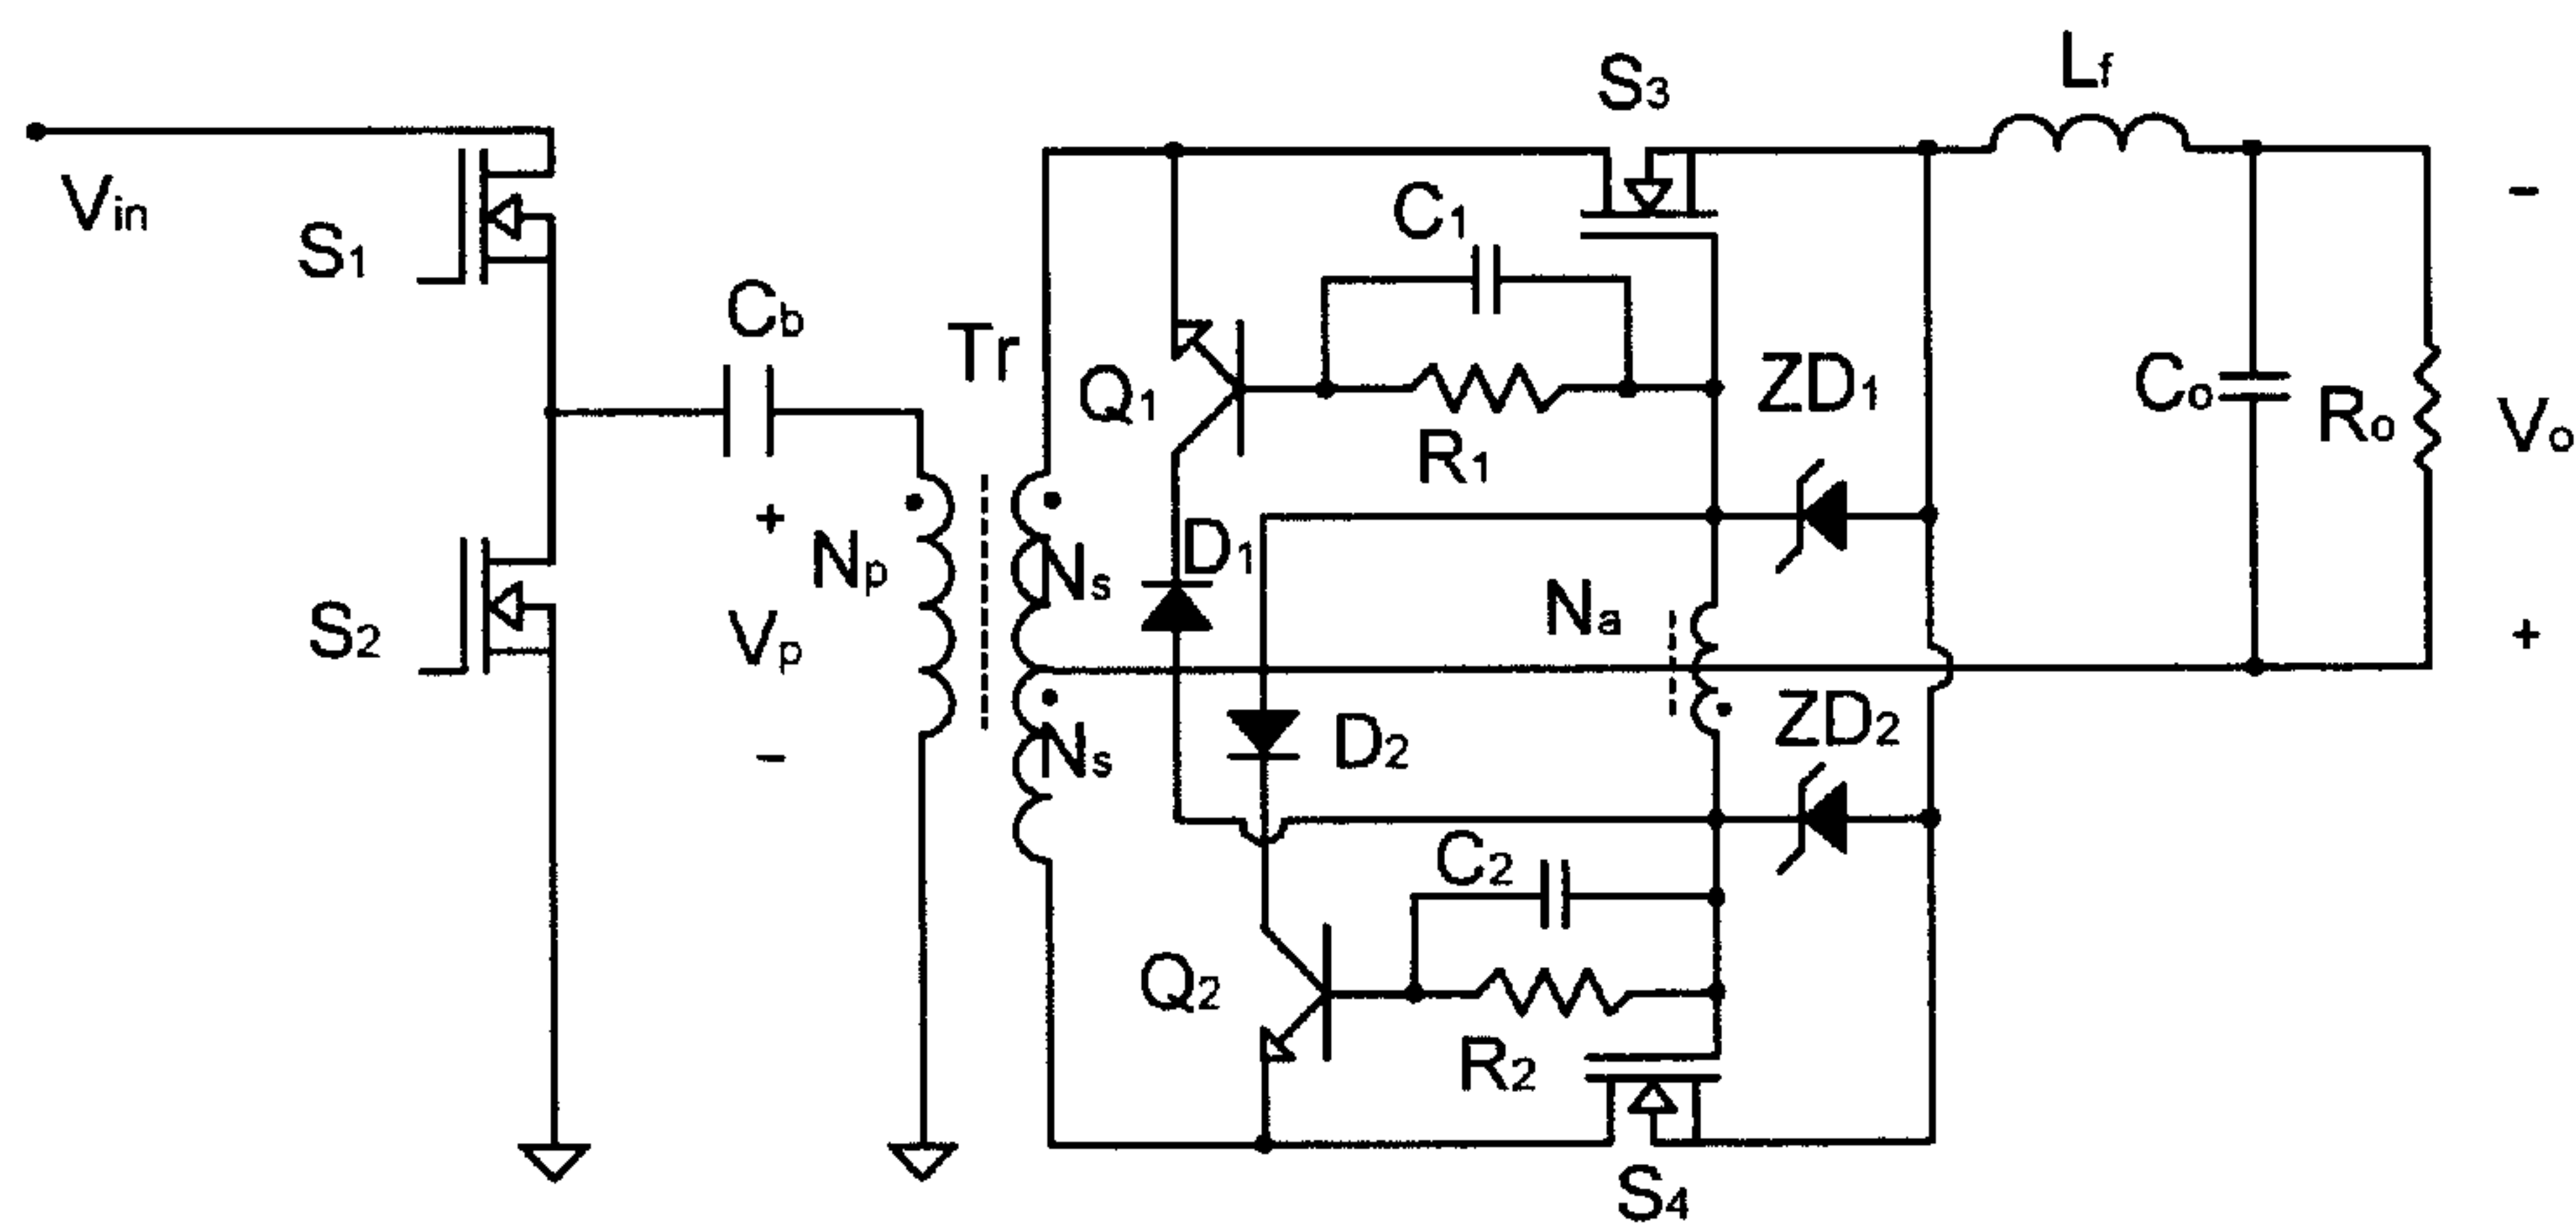 Vin
S1
S2
Cb
+
Vp
−
Np
Tr
Ns
Ns
Q1
C1
R1
D1
S3
ZD1
Na
D2
ZD2
C2
R2
Q2
S4
Lf
Co
Ro
−
Vo
+